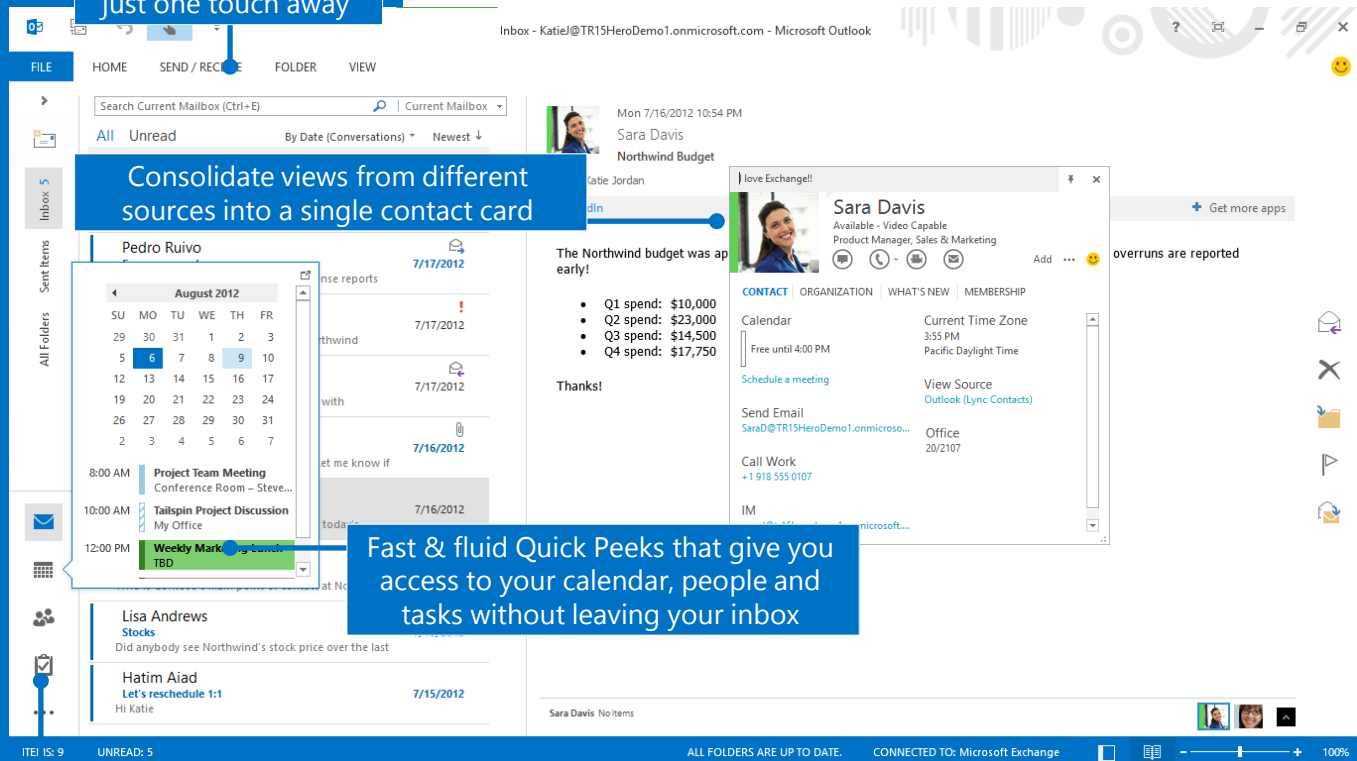 just one touch away
Inbox - KatieJ@TR15HeroDemo1.onmicrosoft.com - Microsoft Outlook
?
FILE HOME SEND / RECEIVE FOLDER VIEW
Search Current Mailbox (Ctrl+E) Current Mailbox
All Unread By Date (Conversations) Newest ↓
Inbox 5
Sent Items
All Folders
Consolidate views from different
sources into a single contact card
Pedro Ruivo
7/17/2012
nse reports
7/17/2012
7/17/2012
with
7/16/2012
let me know if
7/16/2012
today's
August 2012
SU MO TU WE TH FR
29 30 31 1 2 3
5 6 7 8 9 10
12 13 14 15 16 17
19 20 21 22 23 24
26 27 28 29 30 31
2 3 4 5 6 7
8:00 AM Project Team Meeting
Conference Room – Steve...
10:00 AM Tailspin Project Discussion
My Office
12:00 PM Weekly Marketing Lunch
TBD
Fast & fluid Quick Peeks that give you
access to your calendar, people and
tasks without leaving your inbox
Lisa Andrews
Stocks
Did anybody see Northwind's stock price over the last
Hatim Aiad
Let's reschedule 1:1 7/15/2012
Hi Katie
Mon 7/16/2012 10:54 PM
Sara Davis
Northwind Budget
Katie Jordan
+ Get more apps
The Northwind budget was ap
overruns are reported
early!
• Q1 spend: $10,000
• Q2 spend: $23,000
• Q3 spend: $14,500
• Q4 spend: $17,750
Thanks!
I love Exchange!!
Sara Davis
Available - Video Capable
Product Manager, Sales & Marketing
Add ...
CONTACT ORGANIZATION WHAT'S NEW MEMBERSHIP
Calendar
Free until 4:00 PM
Schedule a meeting
Send Email
SaraD@TR15HeroDemo1.onmicroso...
Call Work
+1 918 555 0107
IM
Current Time Zone
3:55 PM
Pacific Daylight Time
View Source
Outlook (Lync Contacts)
Office
20/2107
Sara Davis No Items
UNREAD: 5 ALL FOLDERS ARE UP TO DATE. CONNECTED TO: Microsoft Exchange - + 100%